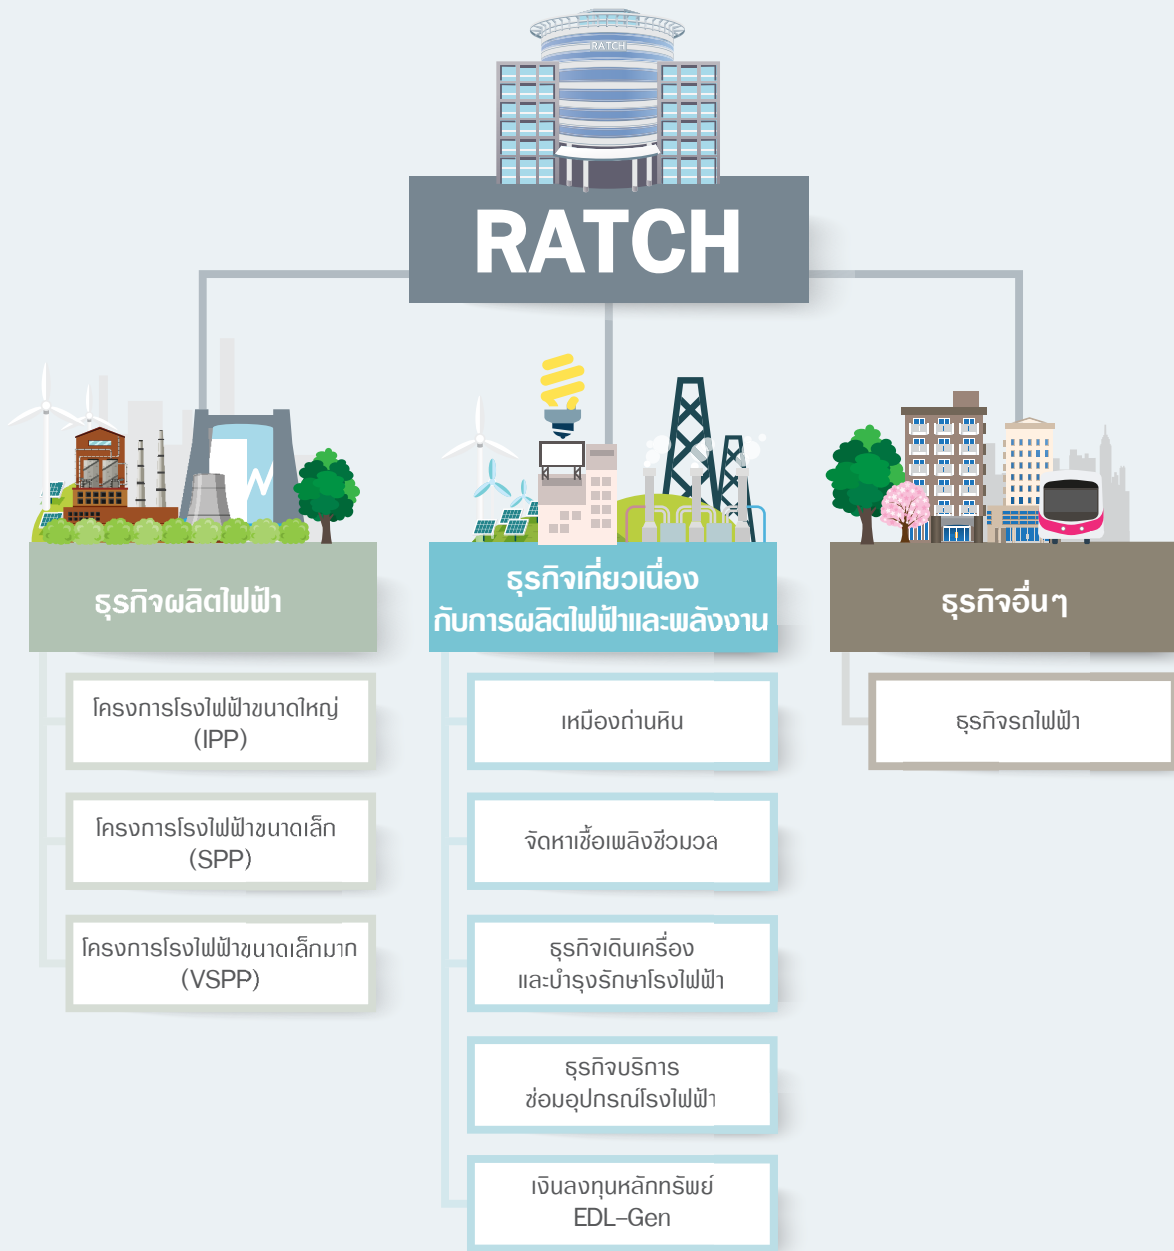 RATCH
RATCH
ธุรกิจผลิตไฟฟ้า
โครงการโรงไฟฟ้าขนาดใหญ่
(IPP)
โครงการโรงไฟฟ้าขนาดเล็ก
(SPP)
โครงการโรงไฟฟ้าขนาดเล็กมาก
(VSPP)
ธุรกิจเกี่ยวเนื่อง
กับการผลิตไฟฟ้าและพลังงาน
เหมืองถ่านหิน
จัดหาเชื้อเพลิงชีวมวล
ธุรกิจเดินเครื่อง
และบำรุงรักษาโรงไฟฟ้า
ธุรกิจบริการ
ซ่อมอุปกรณ์โรงไฟฟ้า
เงินลงทุนหลักทรัพย์
EDL-Gen
ธุรกิจอื่นๆ
ธุรกิจรถไฟฟ้า